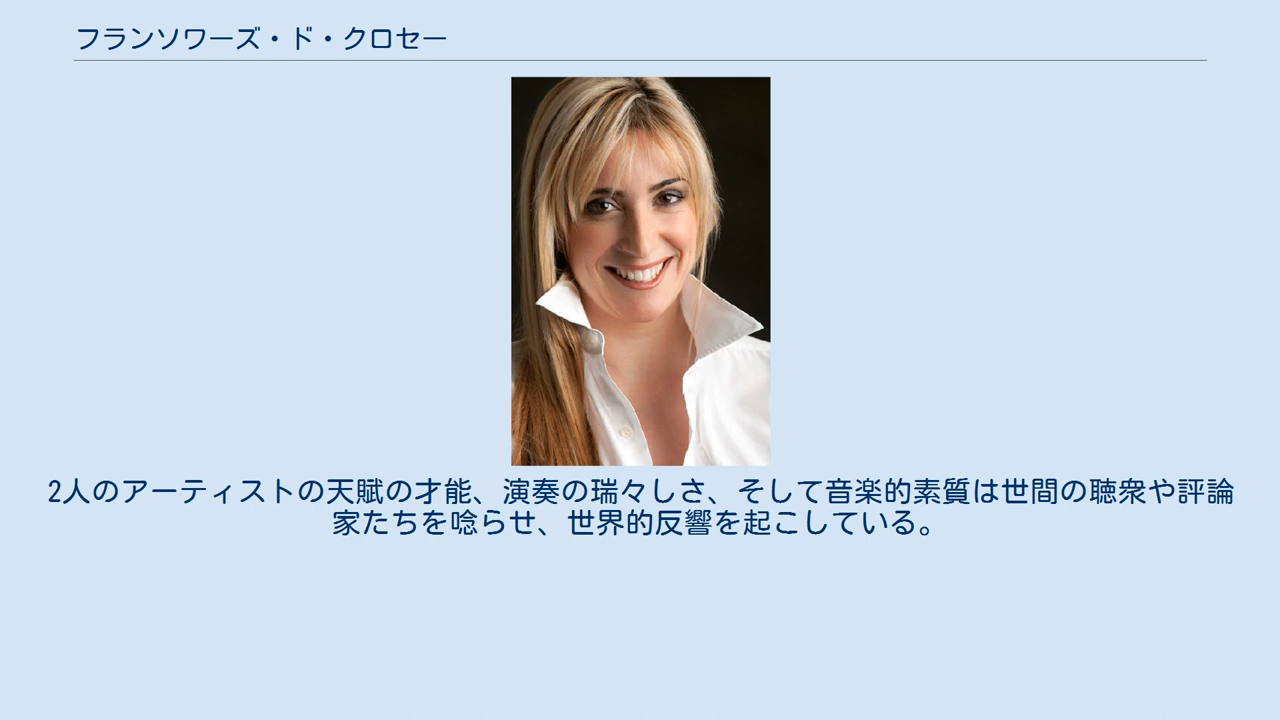 フランソワーズ・ド・クロセー
2人のアーティストの天賦の才能、演奏の瑞々しさ、そして音楽的素質は世間の聴衆や評論
家たちを唸らせ、世界的反響を起こしている。